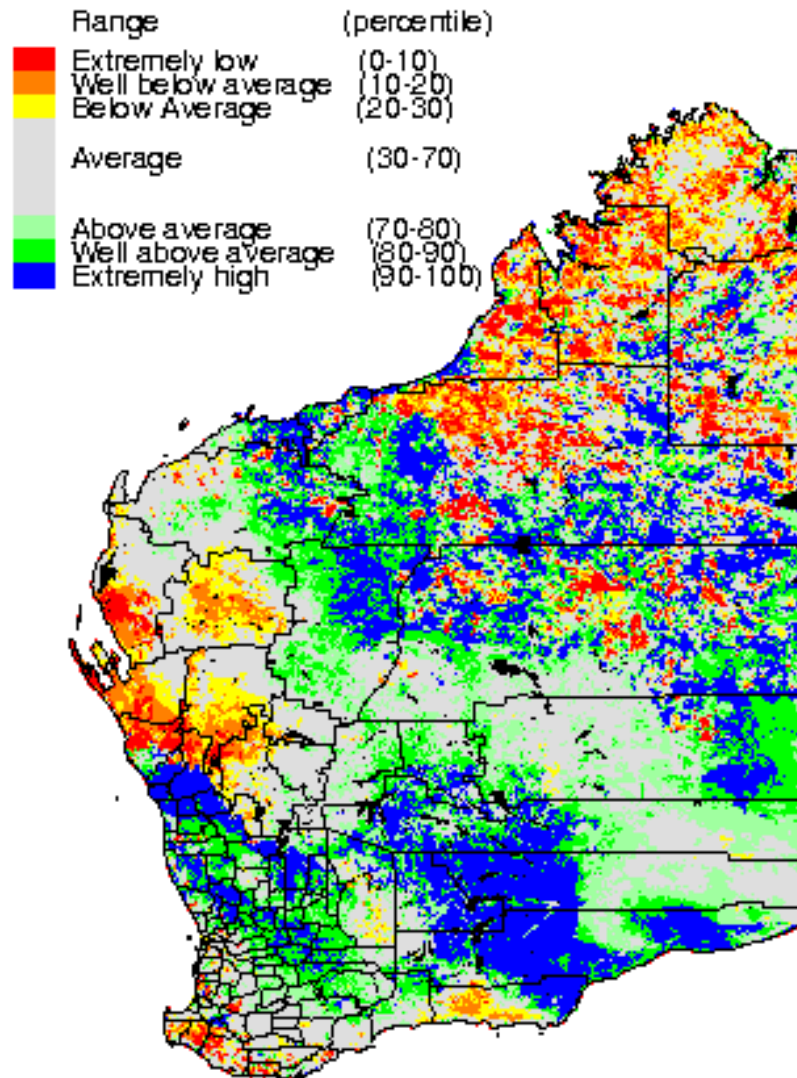 Range (percentile)
Extremely low (0-10)
Well below average (10-20)
Below Average (20-30)
Average (30-70)
Above average (70-80)
Well above average (80-90)
Extremely high (90-100)